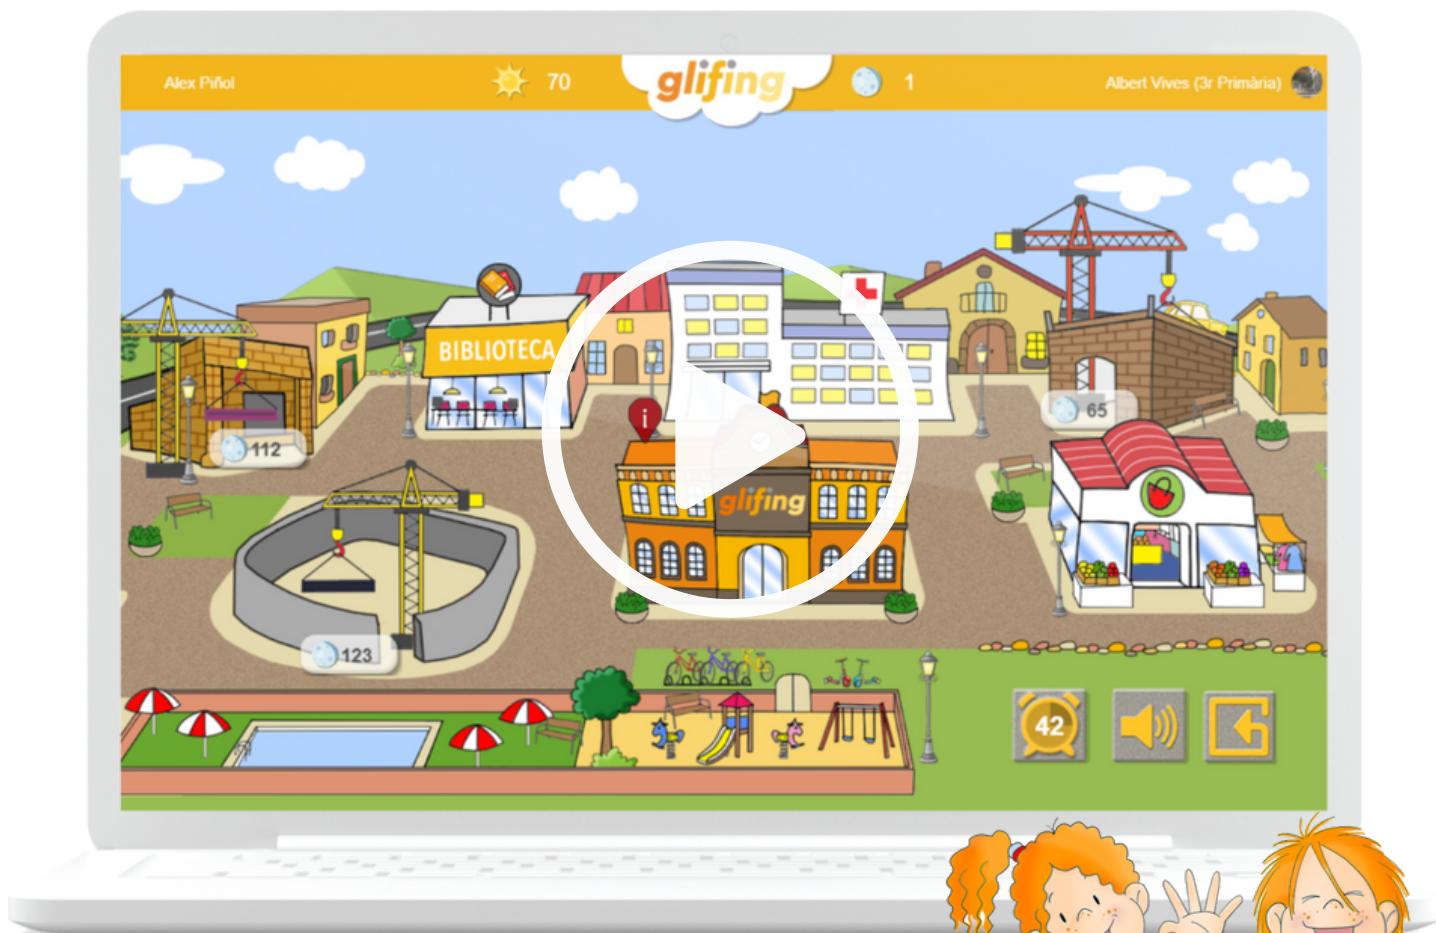 Alex Piñol
70
glifing
1
Albert Vives (3r Primària)
BIBLIOTECA
i
65
112
glifing
123
42